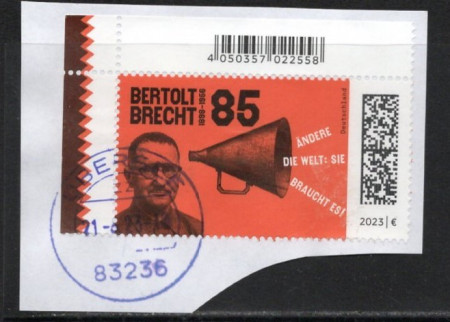 4 050357 022558
BERTOLT
BRECHT
1898–1956
85
ÄNDERE
DIE WELT: SIE
BRAUCHT ES!
Deutschland
2023 | €
83236